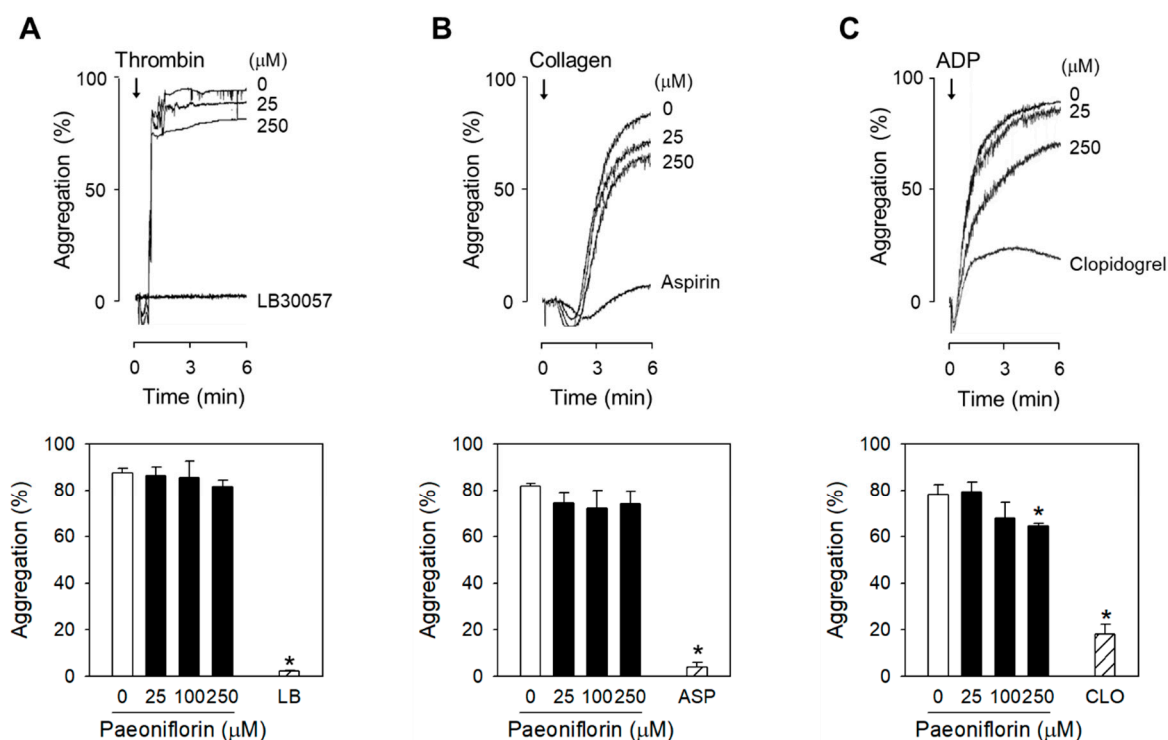 A
Thrombin
(μM)
100
0
25
250
50
0
LB30057
Aggregation (%)
0 3 6
Time (min)
100
80
60
40
20
0
Aggregation (%)
*
0 25 100 250 LB
Paeoniflorin (μM)
B
Collagen
(μM)
100
0
25
250
50
Aspirin
0
Aggregation (%)
0 3 6
Time (min)
100
80
60
40
20
0
Aggregation (%)
*
0 25 100 250 ASP
Paeoniflorin (μM)
C
ADP
(μM)
100
0
25
250
50
Clopidogrel
0
Aggregation (%)
0 3 6
Time (min)
100
80
60
40
20
0
Aggregation (%)
*
*
0 25 100 250 CLO
Paeoniflorin (μM)